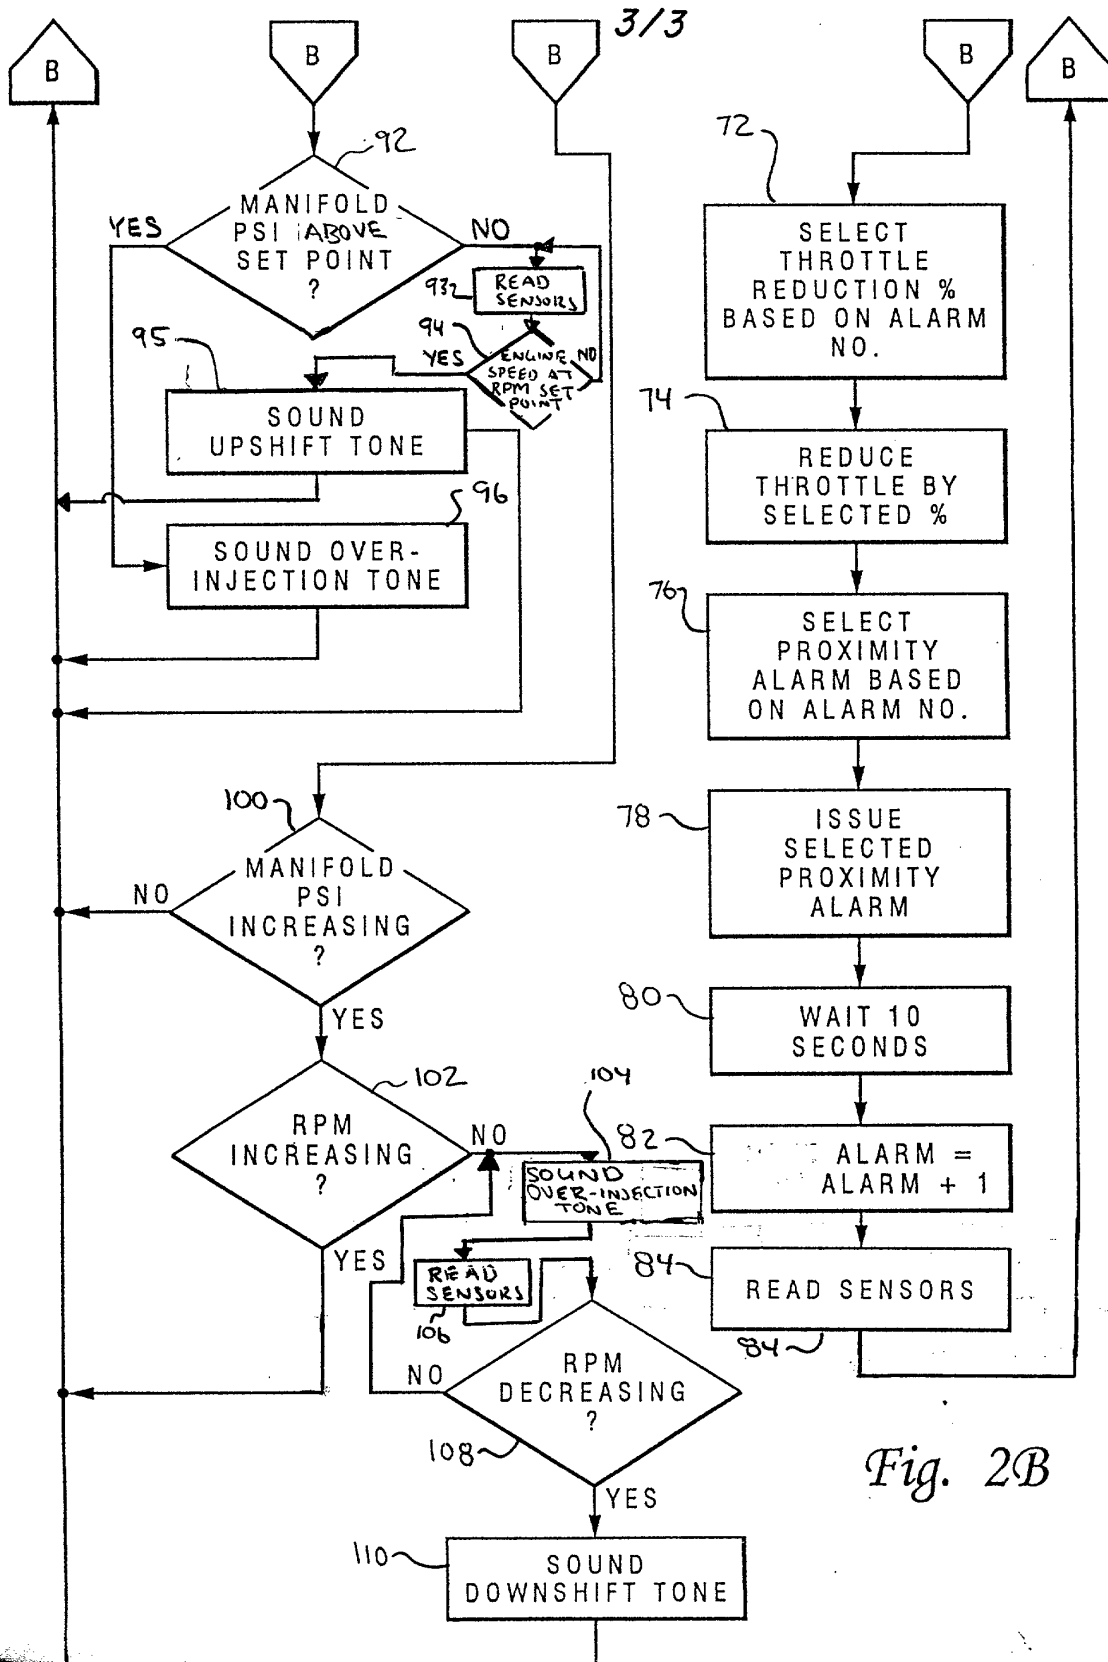 3/3
B
B
B
B
B
92
MANIFOLD
PSI ABOVE
SET POINT
?
YES
NO
93
READ
SENSORS
94
ENGINE
SPEED AT
RPM SET
POINT
YES
NO
95
SOUND
UPSHIFT TONE
96
SOUND OVER-
INJECTION TONE
100
MANIFOLD
PSI
INCREASING
?
NO
YES
102
RPM
INCREASING
?
NO
YES
104
SOUND
OVER-INJECTION
TONE
READ
SENSORS
106
RPM
DECREASING
?
NO
108
YES
110
SOUND
DOWNSHIFT TONE
72
SELECT
THROTTLE
REDUCTION %
BASED ON ALARM
NO.
74
REDUCE
THROTTLE BY
SELECTED %
76
SELECT
PROXIMITY
ALARM BASED
ON ALARM NO.
78
ISSUE
SELECTED
PROXIMITY
ALARM
80
WAIT 10
SECONDS
82
ALARM =
ALARM + 1
84
READ SENSORS
84
Fig. 2B